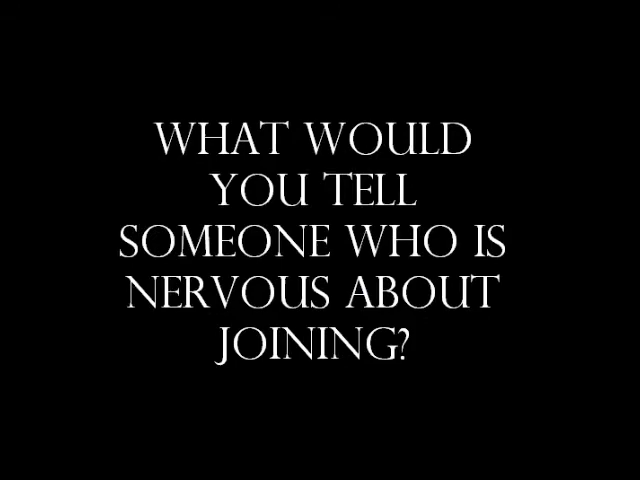 WHAT WOULD
YOU TELL
SOMEONE WHO IS
NERVOUS ABOUT
JOINING?